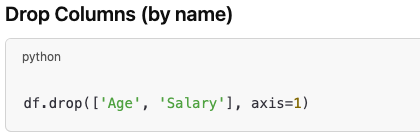 Drop Columns (by name)
python
df.drop(['Age', 'Salary'], axis=1)